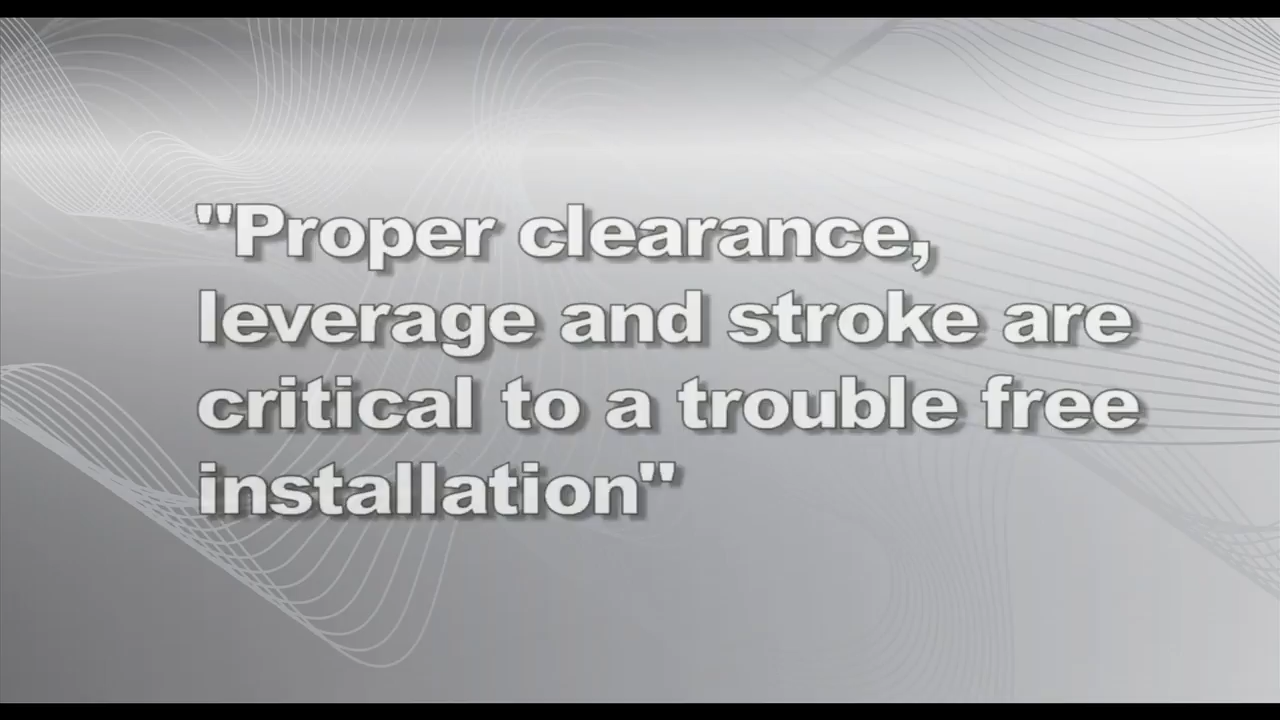 "Proper clearance,
leverage and stroke are
critical to a trouble free
installation"